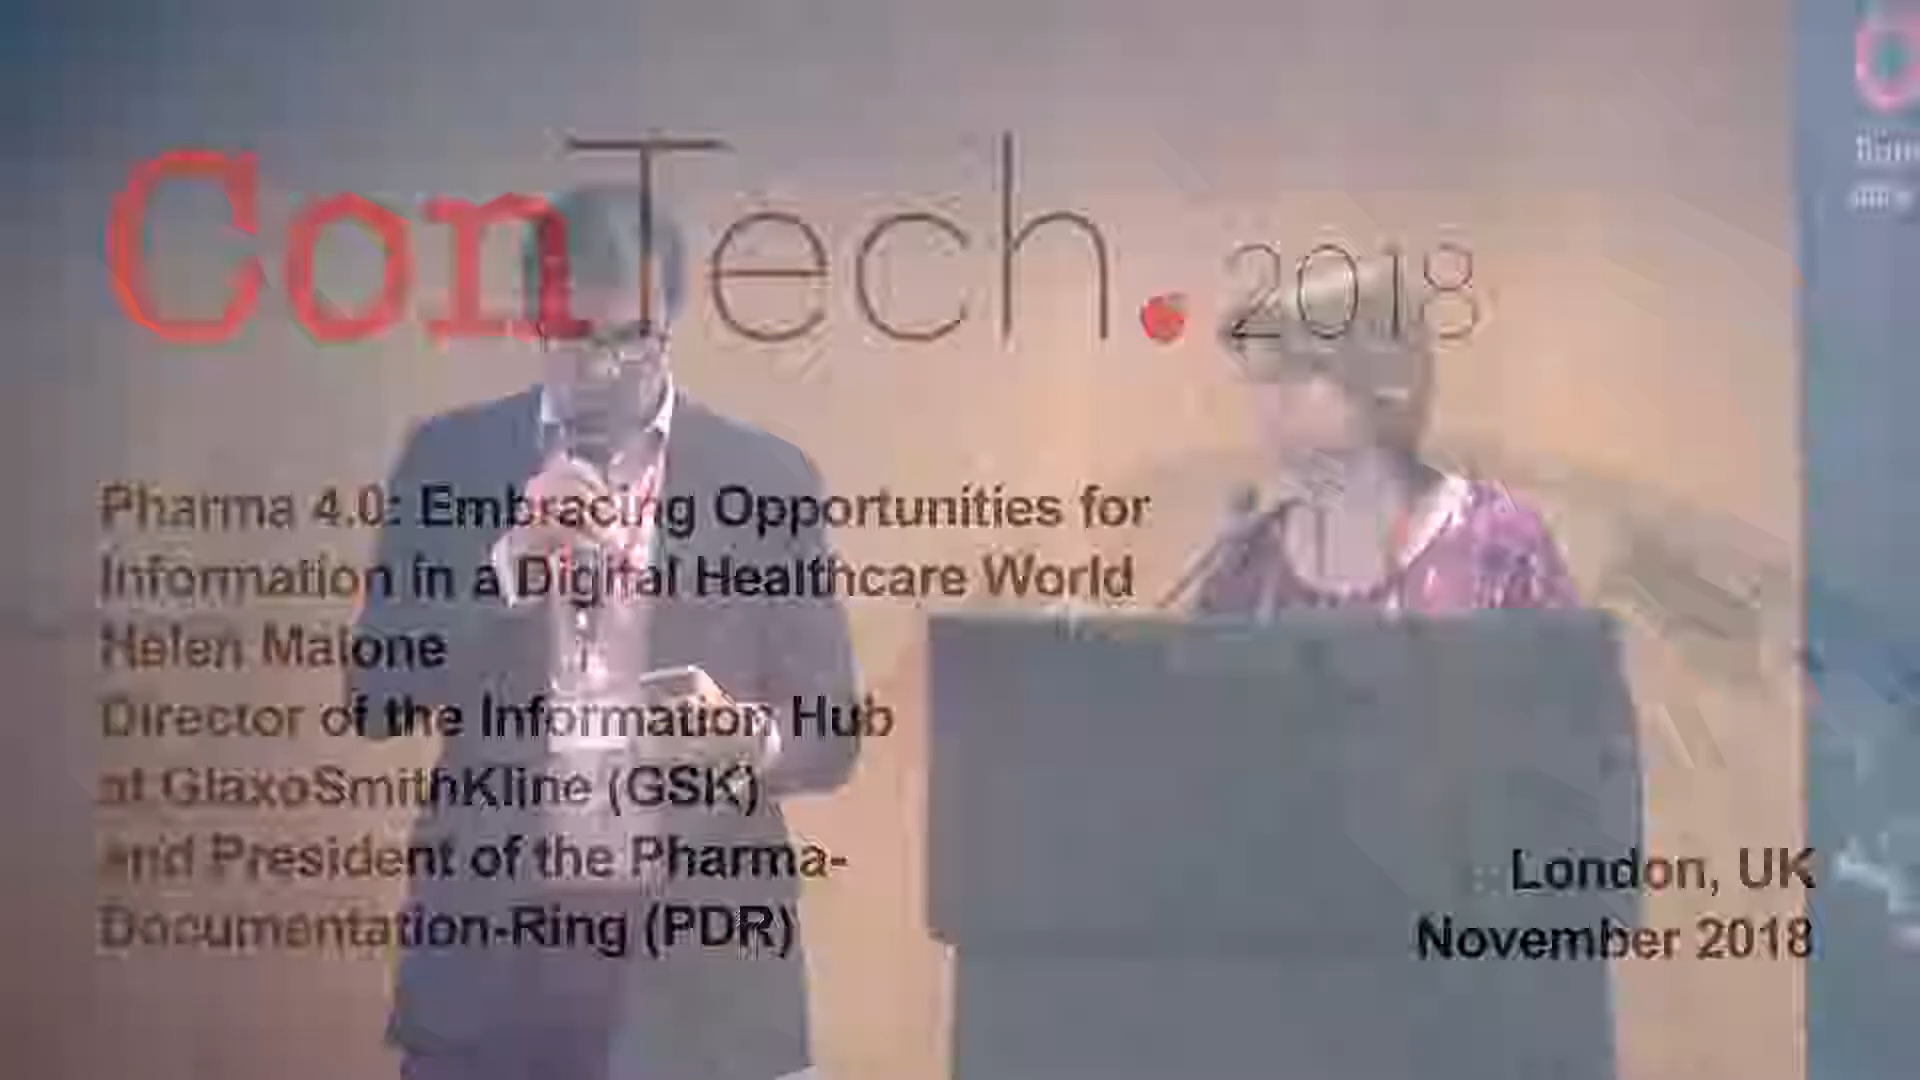 ConTech. 2018
Pharma 4.0: Embracing Opportunities for
Information in a Digital Healthcare World
Helen Malone
Director of the Information Hub
at GlaxoSmithKline (GSK)
and President of the Pharma-
Documentation-Ring (PDR)
London, UK
November 2018